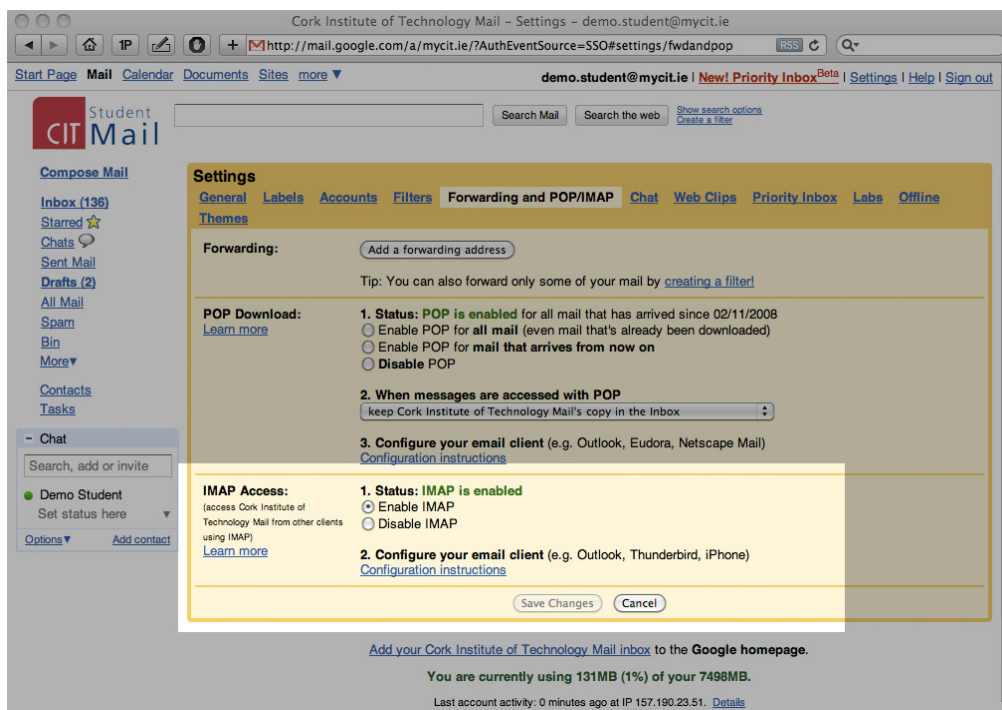 Cork Institute of Technology Mail – Settings – demo.student@mycit.ie
1P + http://mail.google.com/a/mycit.ie/?AuthEventSource=SSO#settings/fwdandpop RSS
Start Page Mail Calendar Documents Sites more ▼ demo.student@mycit.ie | New! Priority Inbox Beta | Settings | Help | Sign out
CIT Student Mail
Search Mail Search the web Show search options
Create a filter
Compose Mail
Inbox (136)
Starred
Chats
Sent Mail
Drafts (2)
All Mail
Spam
Bin
More▼
Contacts
Tasks
– Chat
Search, add or invite
Demo Student
Set status here ▼
Options▼ Add contact
Settings
General Labels Accounts Filters Forwarding and POP/IMAP Chat Web Clips Priority Inbox Labs Offline
Themes
Forwarding: Add a forwarding address
Tip: You can also forward only some of your mail by creating a filter!
POP Download:
Learn more
1. Status: POP is enabled for all mail that has arrived since 02/11/2008
Enable POP for all mail (even mail that's already been downloaded)
Enable POP for mail that arrives from now on
Disable POP
2. When messages are accessed with POP
keep Cork Institute of Technology Mail's copy in the Inbox
3. Configure your email client (e.g. Outlook, Eudora, Netscape Mail)
Configuration instructions
IMAP Access:
(access Cork Institute of
Technology Mail from other clients
using IMAP)
Learn more
1. Status: IMAP is enabled
Enable IMAP
Disable IMAP
2. Configure your email client (e.g. Outlook, Thunderbird, iPhone)
Configuration instructions
Save Changes Cancel
Add your Cork Institute of Technology Mail inbox to the Google homepage.
You are currently using 131MB (1%) of your 7498MB.
Last account activity: 0 minutes ago at IP 157.190.23.51. Details